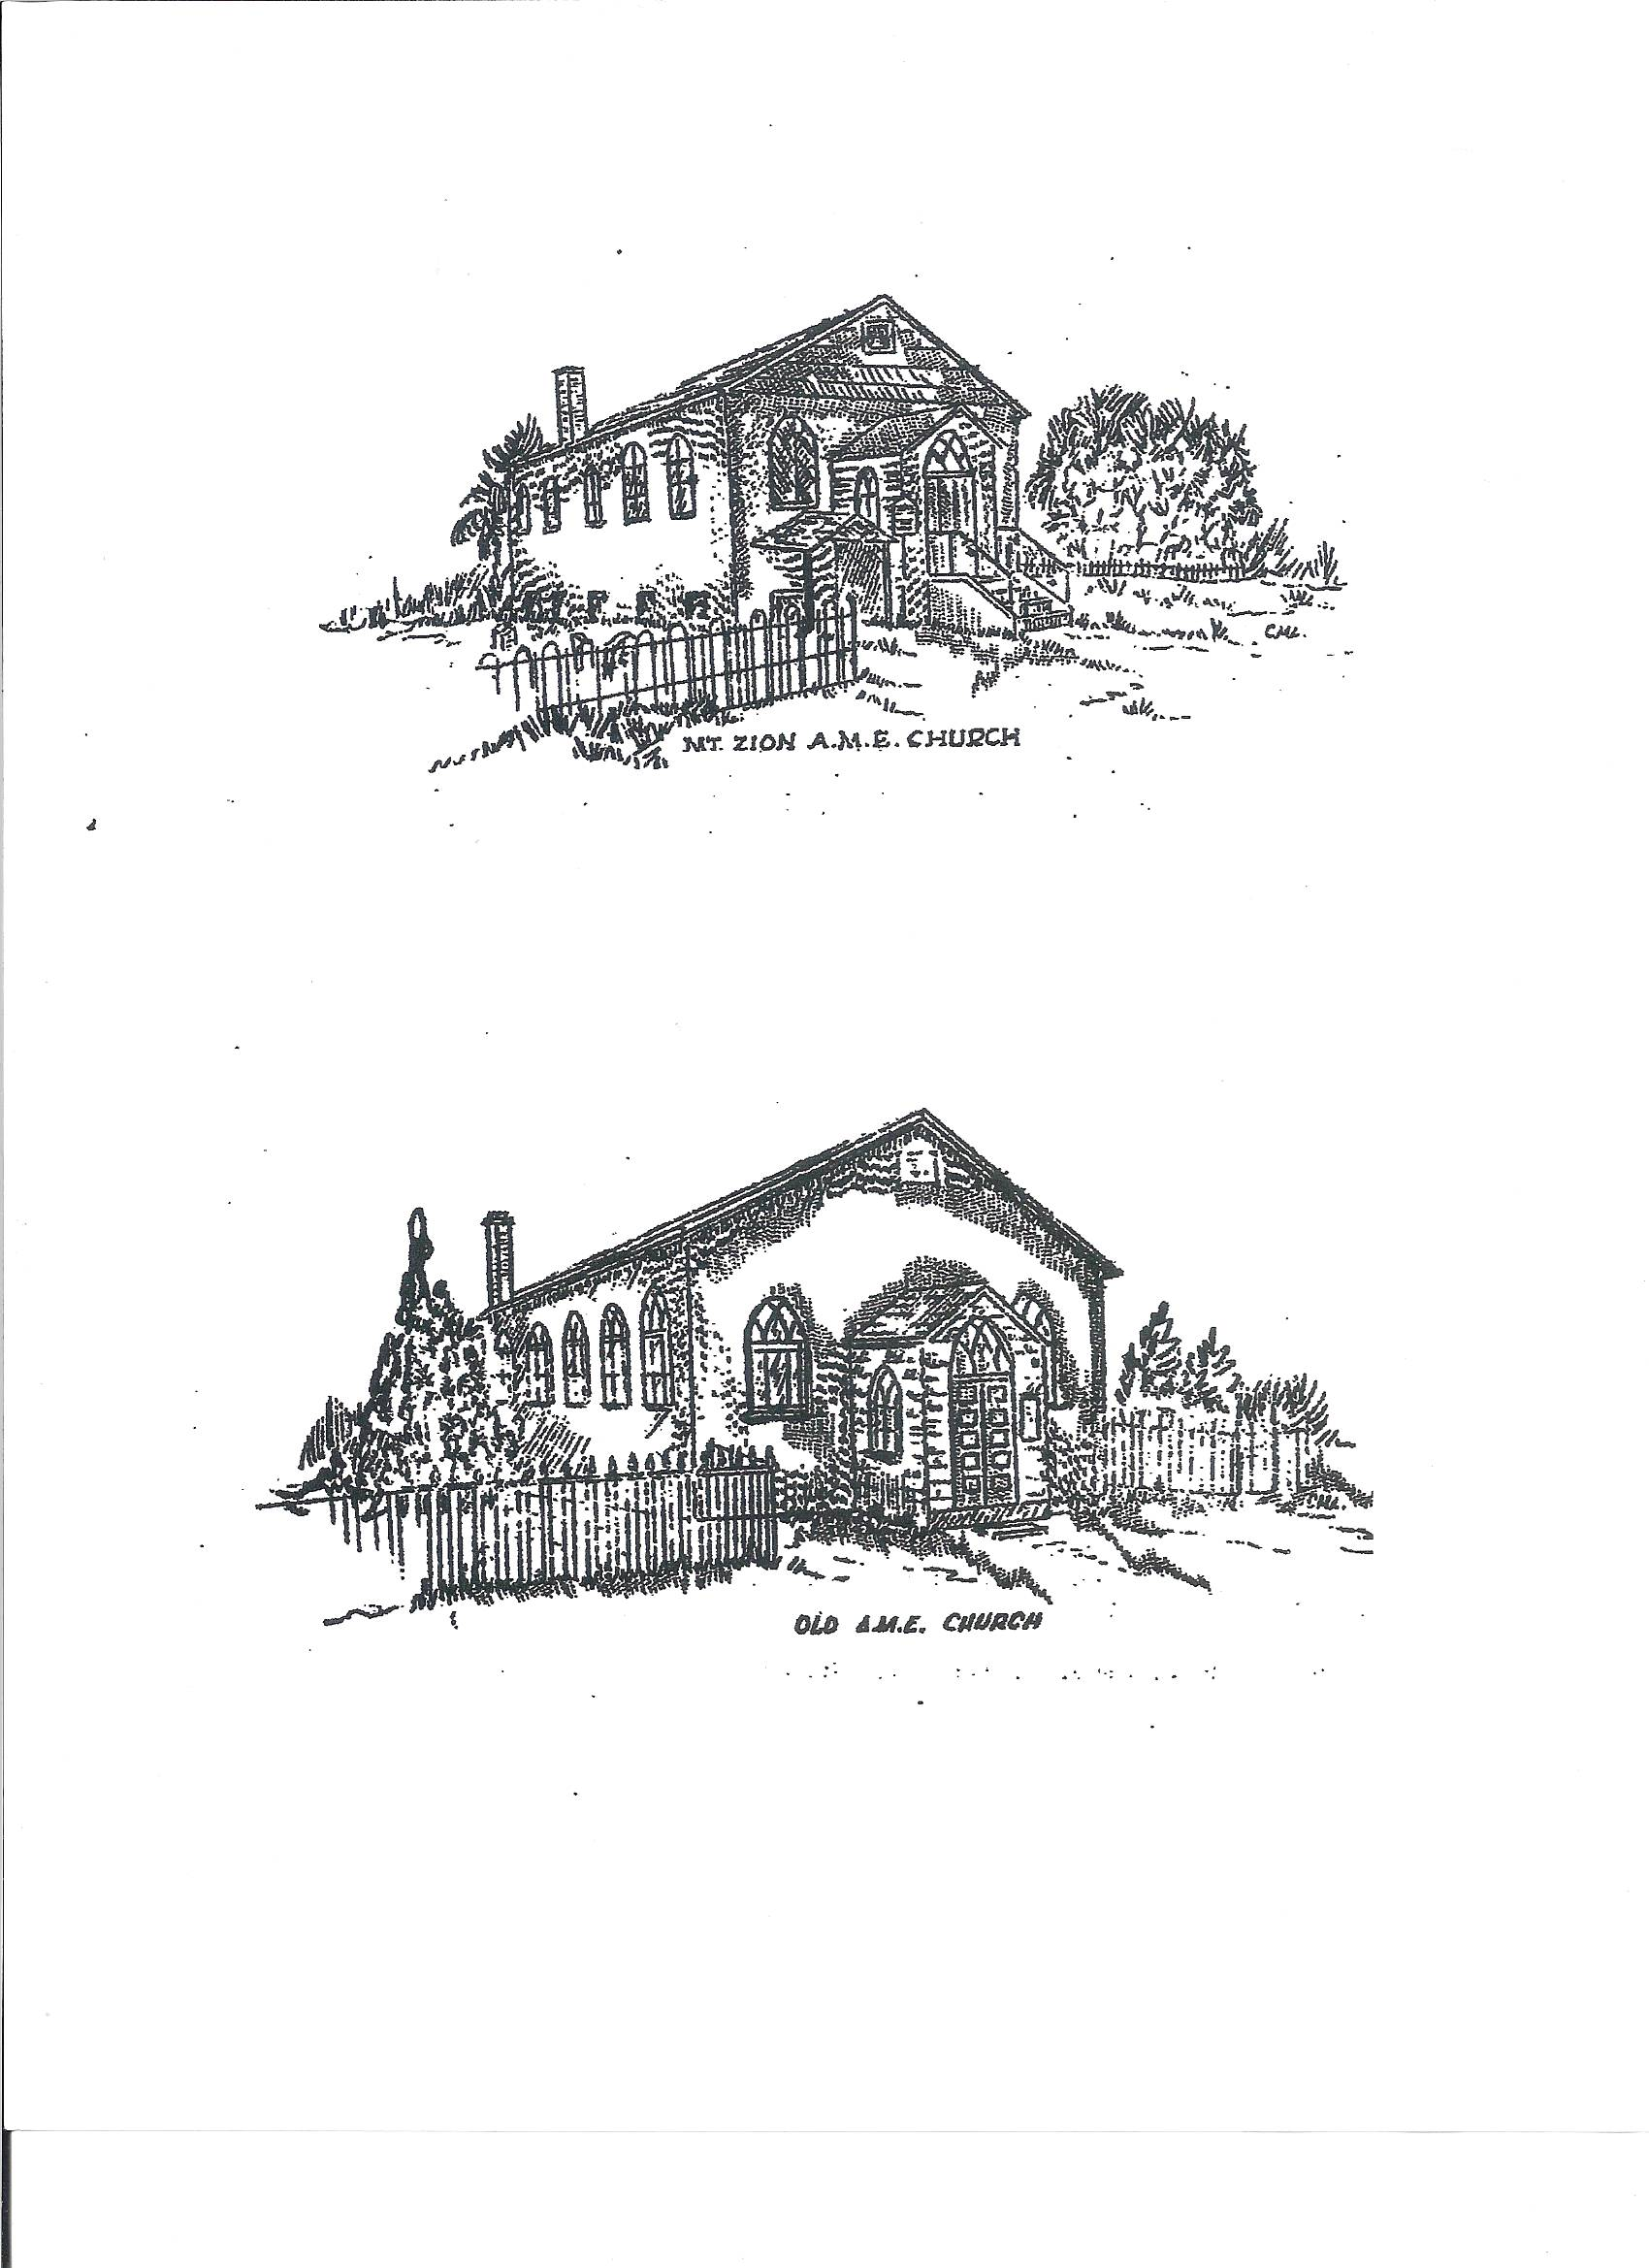 C.M.L.
MT. ZION A.M.E. CHURCH
OLD A.M.E. CHURCH